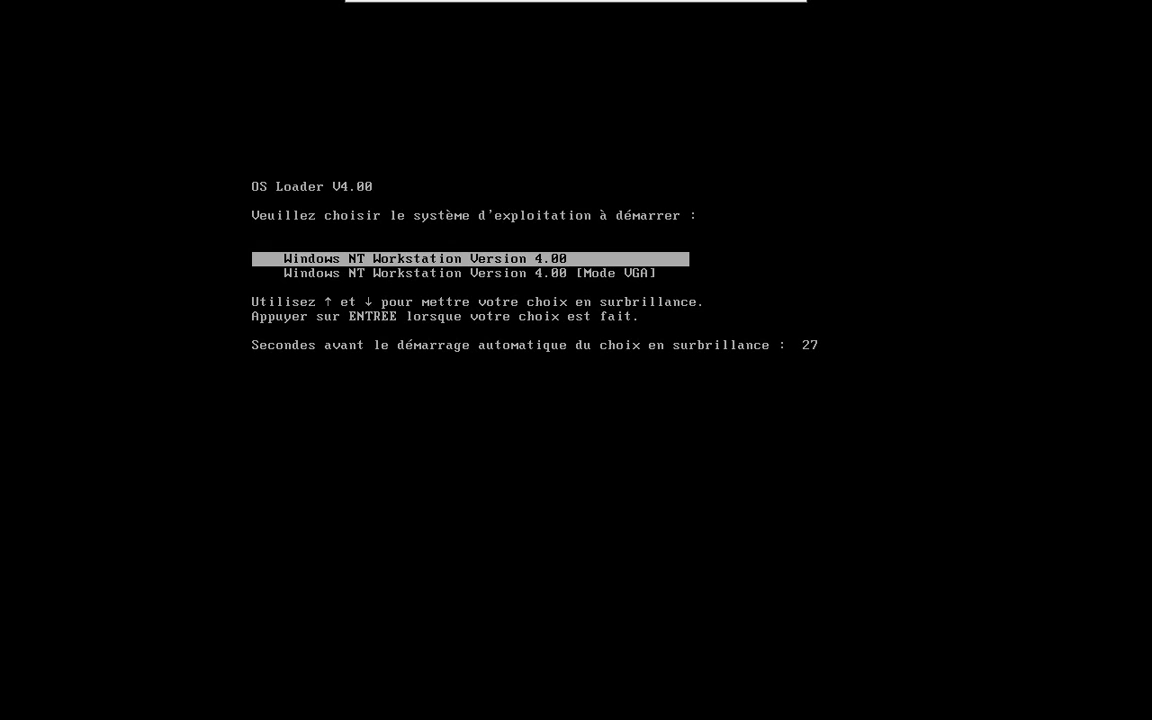 OS Loader V4.00
Veuillez choisir le système d'exploitation à démarrer :
Windows NT Workstation Version 4.00
Windows NT Workstation Version 4.00 [Mode VGA]
Utilisez ↑ et ↓ pour mettre votre choix en surbrillance.
Appuyer sur ENTREE lorsque votre choix est fait.
Secondes avant le démarrage automatique du choix en surbrillance : 27